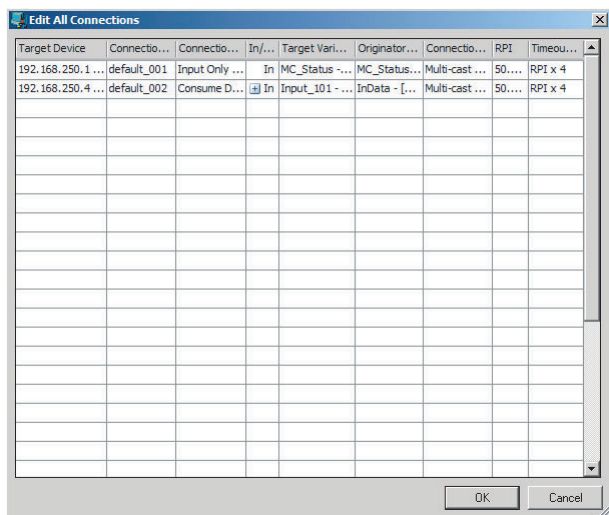 Edit All Connections
Target Device Connectio... Connectio... In/... Target Vari... Originator... Connectio... RPI Timeou...
192.168.250.1 ... default_001 Input Only ... In MC_Status -... MC_Status... Multi-cast ... 50.... RPI x 4
192.168.250.4 ... default_002 Consume D... In Input_101 - ... InData - [... Multi-cast ... 50.... RPI x 4
OK Cancel